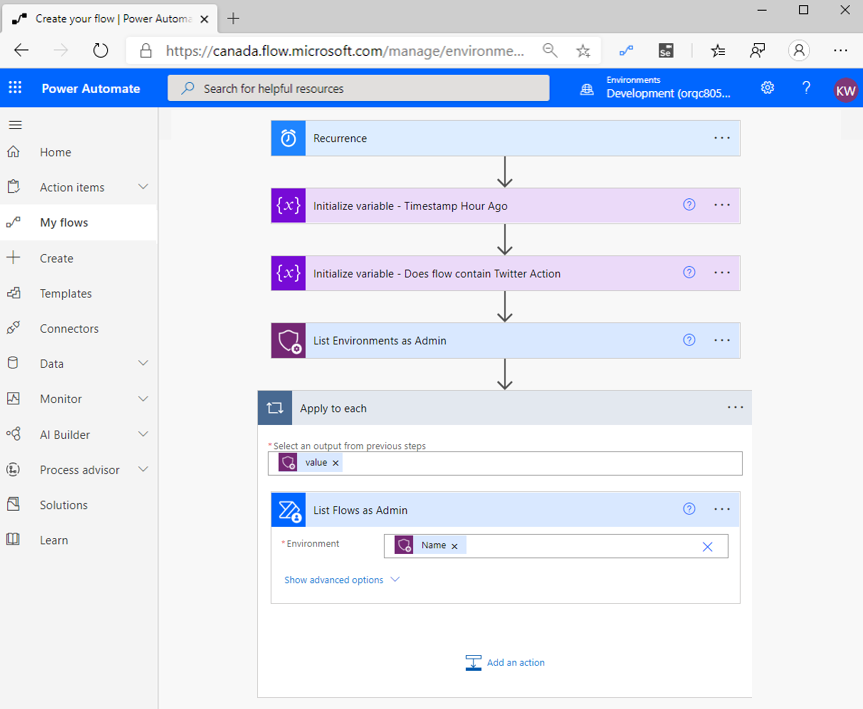 Create your flow | Power Automa
https://canada.flow.microsoft.com/manage/environme...
Se
Power Automate
Search for helpful resources
Environments
Development (orgc805...
?
KW
Home
Action items
My flows
Create
Templates
Connectors
Data
Monitor
AI Builder
Process advisor
Solutions
Learn
Recurrence
{x} Initialize variable - Timestamp Hour Ago
{x} Initialize variable - Does flow contain Twitter Action
List Environments as Admin
Apply to each
*Select an output from previous steps
value
List Flows as Admin
*Environment
Name
Show advanced options
Add an action